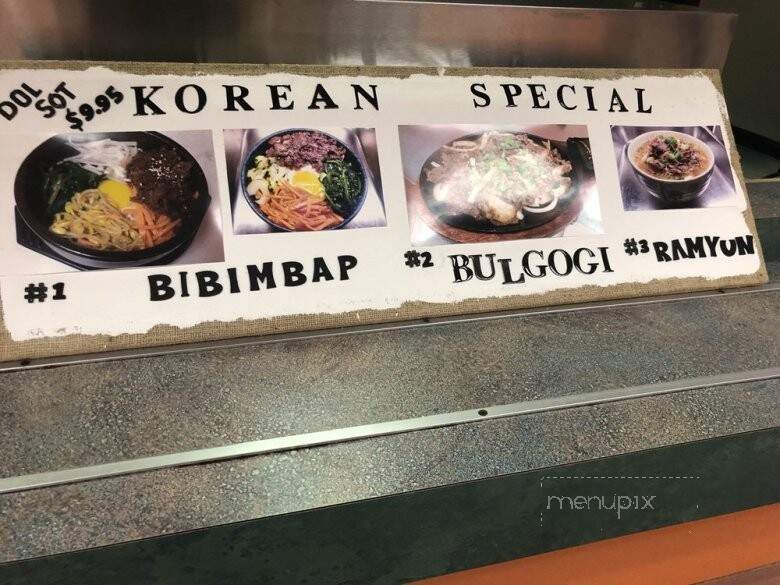 DOL
SOT
$9.95
KOREAN SPECIAL
#1 BIBIMBAP
#2 BULGOGI
#3 RAMYUN
menupix